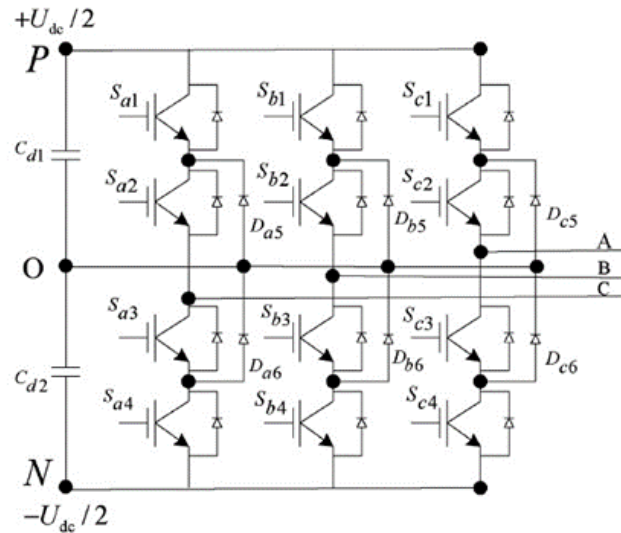 +U_dc/2
P
S_a1 S_b1 S_c1
C_d1
S_a2 S_b2 S_c2
D_a5 D_b5 D_c5
A
O
B
C
S_a3 S_b3 S_c3
D_a6 D_b6 D_c6
C_d2
S_a4 S_b4 S_c4
N
−U_dc/2